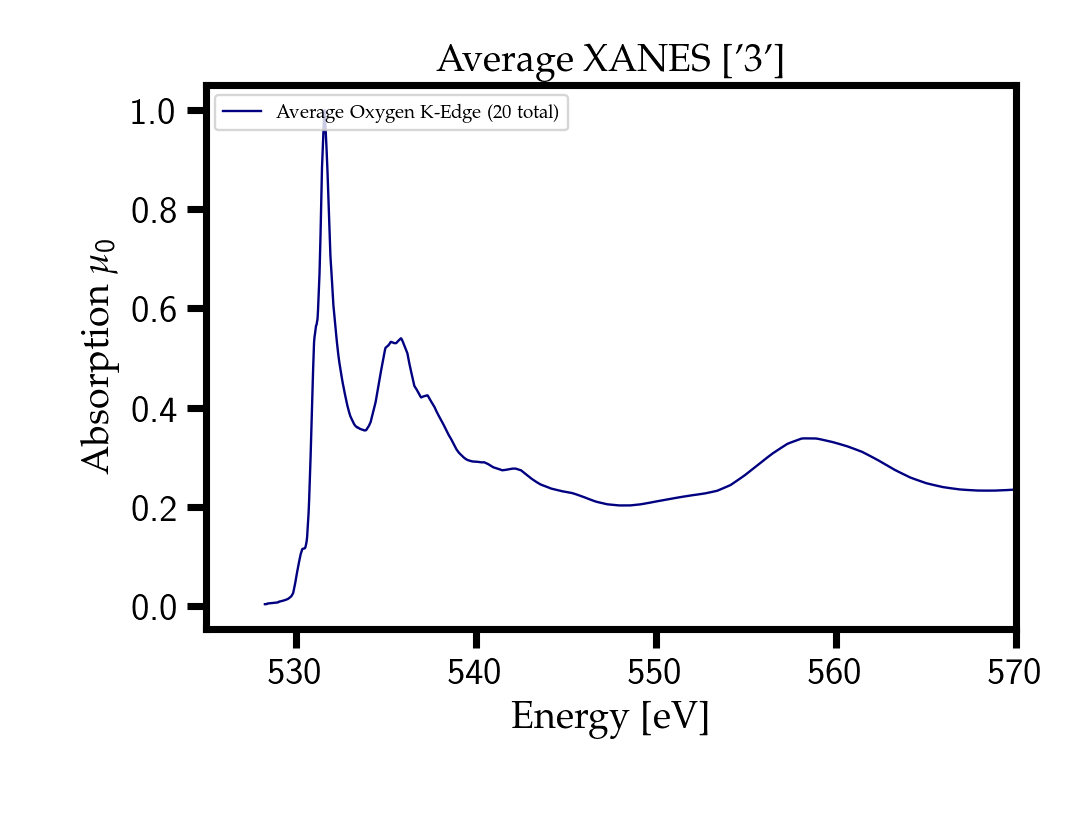 Average XANES ['3']
Average Oxygen K-Edge (20 total)
1.0
0.8
0.6
0.4
0.2
0.0
Absorption μ₀
530 540 550 560 570
Energy [eV]